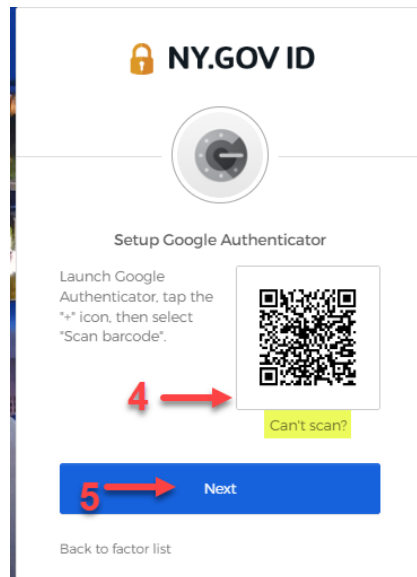 NY.GOV ID
Setup Google Authenticator
Launch Google
Authenticator, tap the
"+" icon, then select
"Scan barcode".
4
Can't scan?
5
Next
Back to factor list